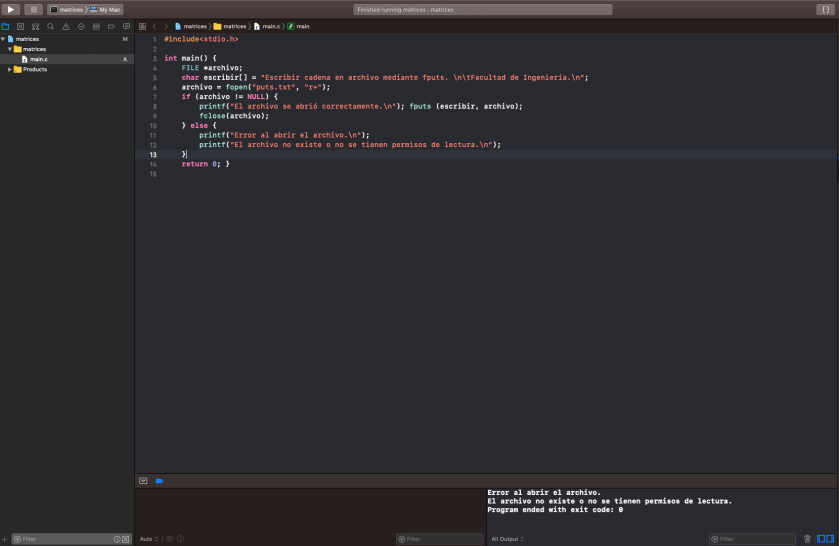 matrices 〉 My Mac
Finished running matrices : matrices
{}
matrices 〉 matrices 〉 main.c 〉 f main
matrices M
matrices
main.c A
Products
1 #include<stdio.h>
2
3 int main() {
4 FILE *archivo;
5 char escribir[] = "Escribir cadena en archivo mediante fputs. \n\tFacultad de Ingeniería.\n";
6 archivo = fopen("puts.txt", "r+");
7 if (archivo != NULL) {
8 printf("El archivo se abrió correctamente.\n"); fputs (escribir, archivo);
9 fclose(archivo);
10 } else {
11 printf("Error al abrir el archivo.\n");
12 printf("El archivo no existe o no se tienen permisos de lectura.\n");
13 }
14 return 0; }
15
Error al abrir el archivo.
El archivo no existe o no se tienen permisos de lectura.
Program ended with exit code: 0
Filter
Auto
Filter
All Output
Filter